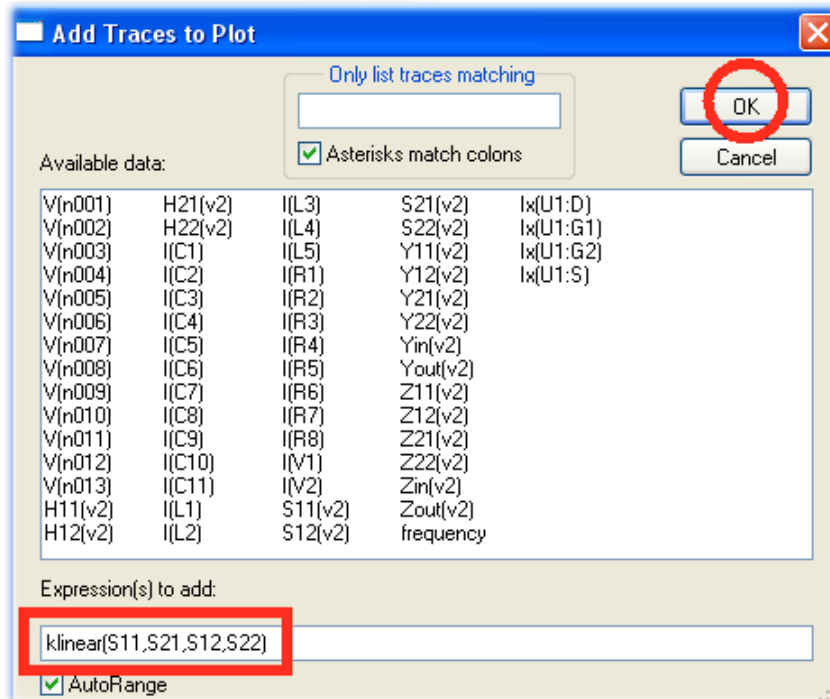 Add Traces to Plot
Only list traces matching
OK
Asterisks match colons
Cancel
Available data:
V(n001) H21(v2) I(L3) S21(v2) Ix(U1:D)
V(n002) H22(v2) I(L4) S22(v2) Ix(U1:G1)
V(n003) I(C1) I(L5) Y11(v2) Ix(U1:G2)
V(n004) I(C2) I(R1) Y12(v2) Ix(U1:S)
V(n005) I(C3) I(R2) Y21(v2)
V(n006) I(C4) I(R3) Y22(v2)
V(n007) I(C5) I(R4) Yin(v2)
V(n008) I(C6) I(R5) Yout(v2)
V(n009) I(C7) I(R6) Z11(v2)
V(n010) I(C8) I(R7) Z12(v2)
V(n011) I(C9) I(R8) Z21(v2)
V(n012) I(C10) I(V1) Z22(v2)
V(n013) I(C11) I(V2) Zin(v2)
H11(v2) I(L1) S11(v2) Zout(v2)
H12(v2) I(L2) S12(v2) frequency
Expression(s) to add:
klinear(S11,S21,S12,S22)
AutoRange